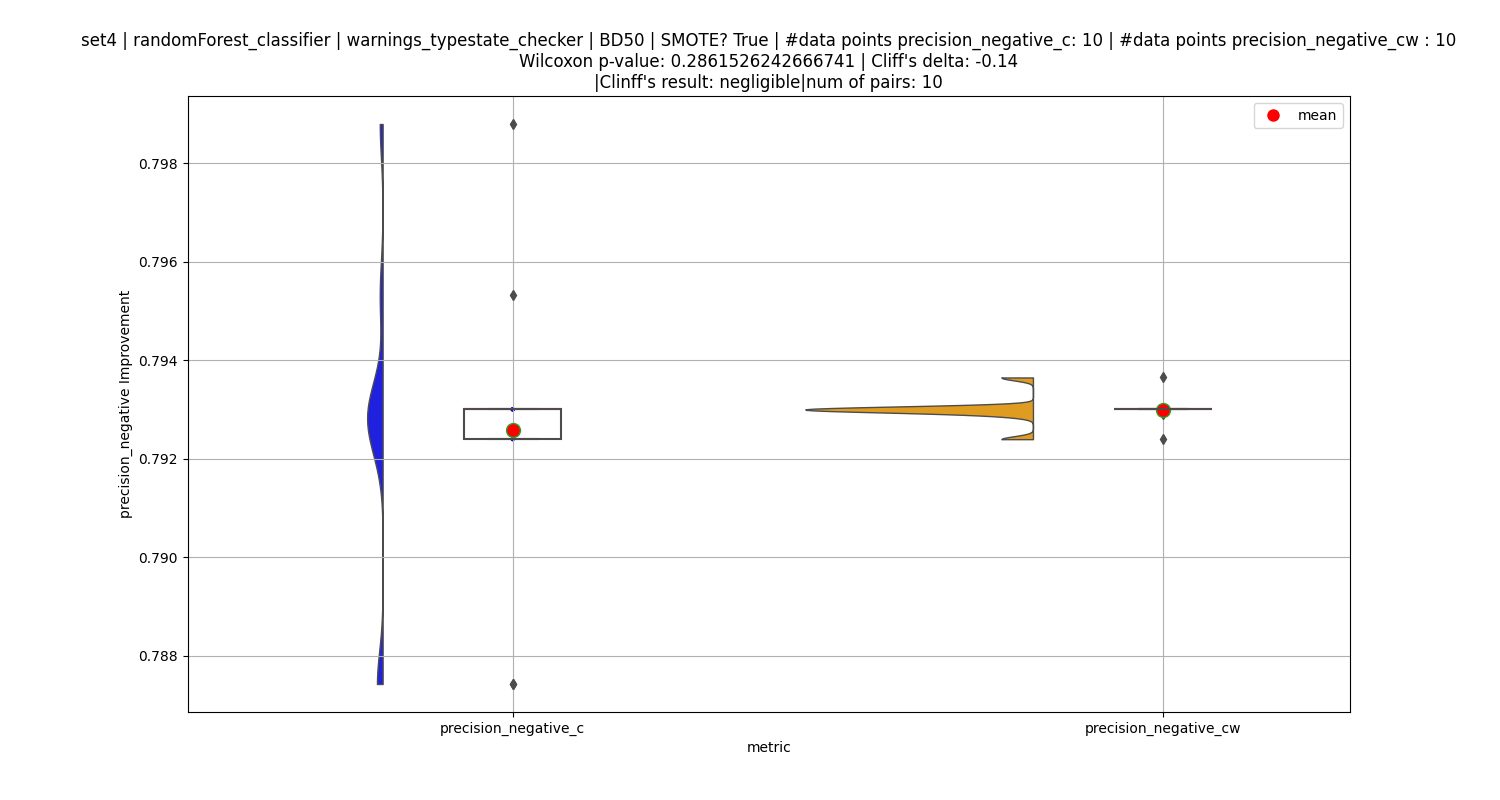 set4 | randomForest_classifier | warnings_typestate_checker | BD50 | SMOTE? True | #data points precision_negative_c: 10 | #data points precision_negative_cw : 10
Wilcoxon p-value: 0.2861526242666741 | Cliff's delta: -0.14
|Clinff's result: negligible|num of pairs: 10
mean
0.798
0.796
0.794
0.792
0.790
0.788
precision_negative Improvement
precision_negative_c
precision_negative_cw
metric